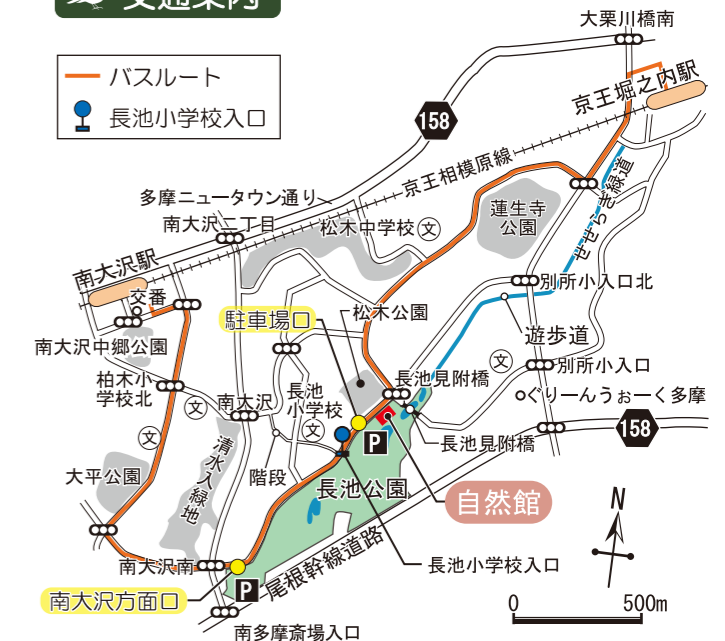 交通案内
バスルート
長池小学校入口
大栗川橋南
京王堀之内駅
158
京王相模原線
多摩ニュータウン通り
南大沢二丁目
松木中学校
文
蓮生寺
公園
せせらぎ緑道
南大沢駅
交番
別所小入口北
駐車場口
松木公園
遊歩道
南大沢中郷公園
文
別所小入口
柏木小
学校北
長池見附橋
ぐりーんうぉーく多摩
南大沢
長池
小学校
文
文
158
文
P
長池見附橋
清水入緑地
階段
大平公園
長池公園
自然館
N
南大沢南
尾根幹線道路
長池小学校入口
P
南大沢方面口
0
500m
南多摩斎場入口